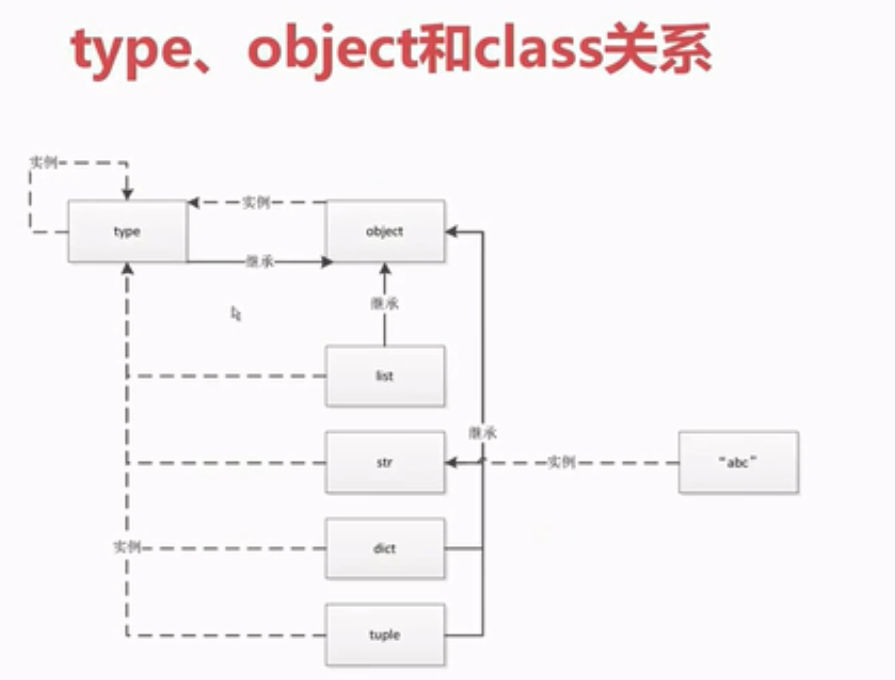 type、object和class关系
实例
实例
type
object
继承
继承
list
继承
str
实例
“abc”
实例
dict
tuple